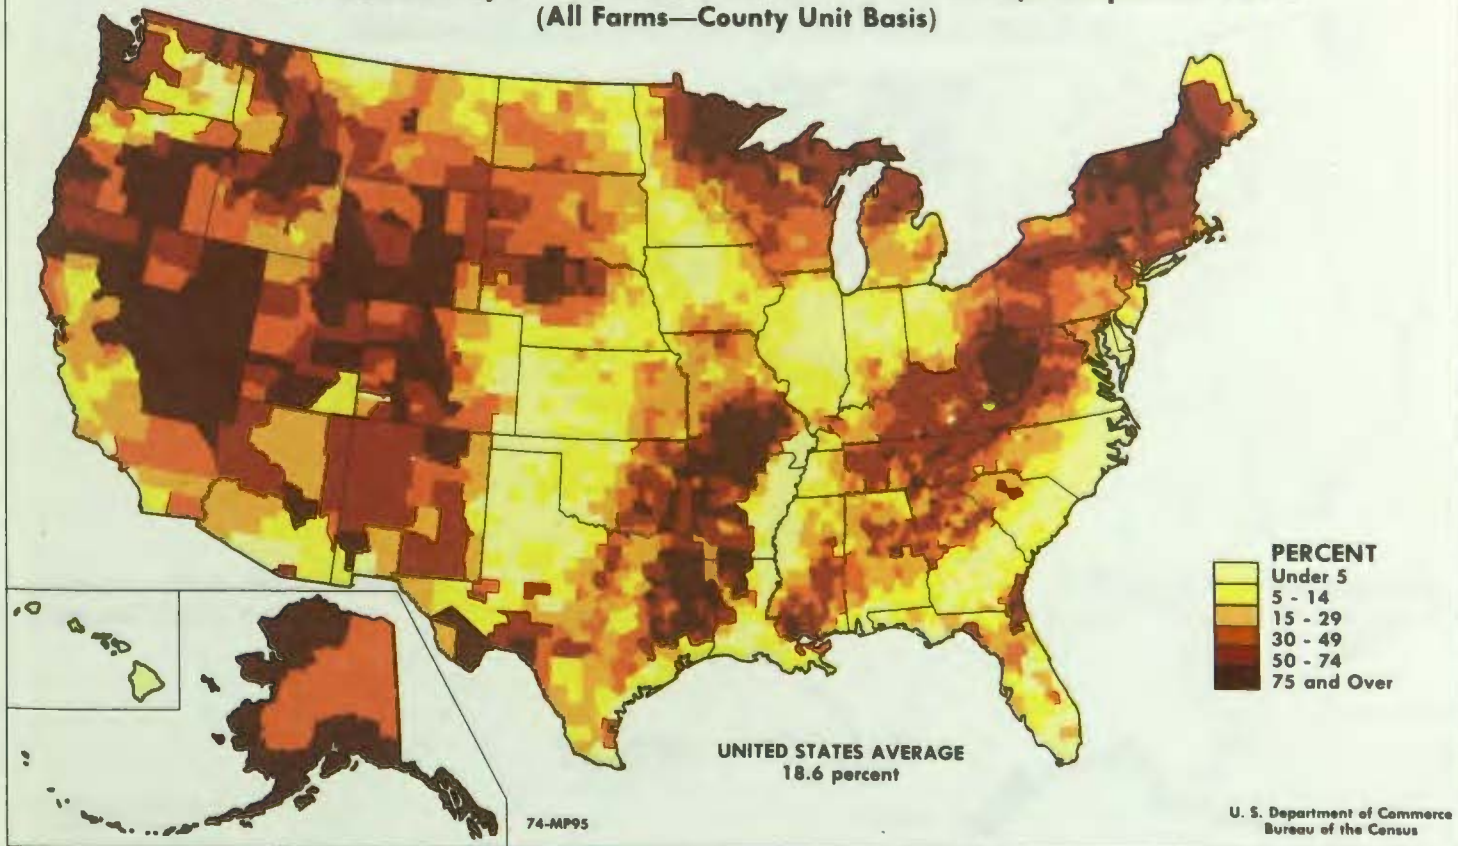 (All Farms—County Unit Basis)
PERCENT
Under 5
5 - 14
15 - 29
30 - 49
50 - 74
75 and Over
UNITED STATES AVERAGE
18.6 percent
74-MP95
U. S. Department of Commerce
Bureau of the Census